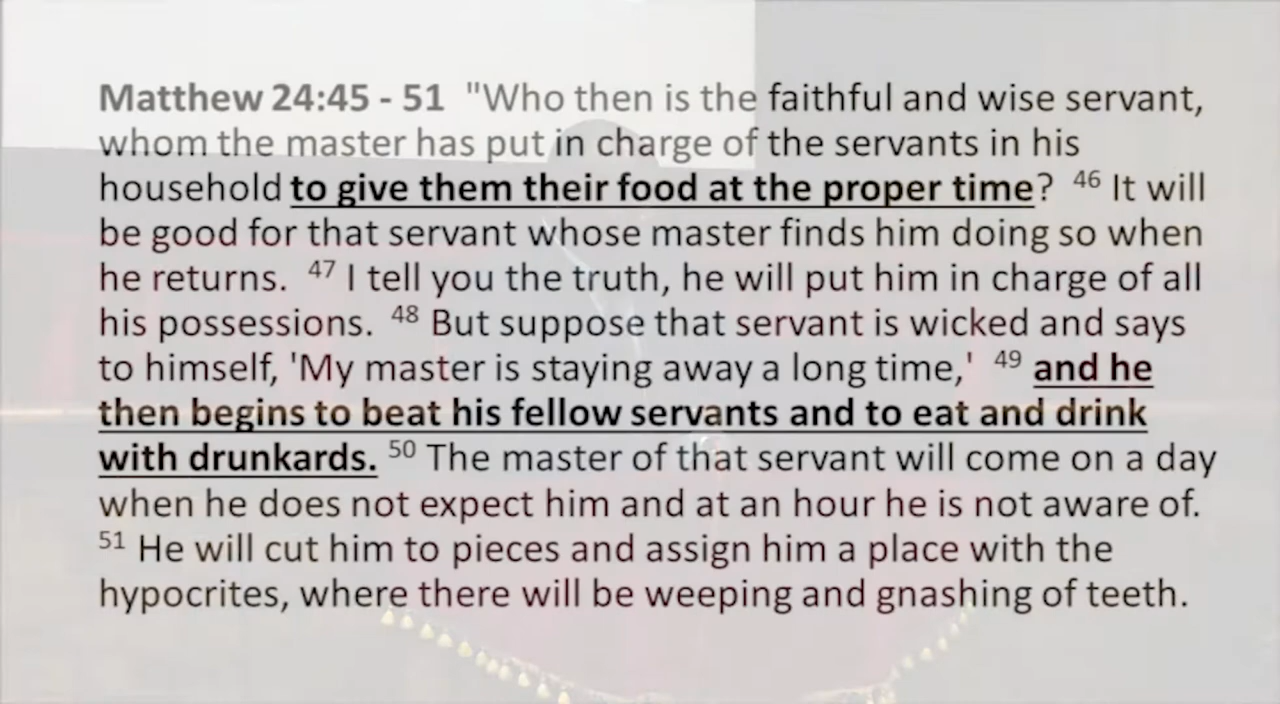 Matthew 24:45 - 51 "Who then is the faithful and wise servant,
whom the master has put in charge of the servants in his
household to give them their food at the proper time? 46 It will
be good for that servant whose master finds him doing so when
he returns. 47 I tell you the truth, he will put him in charge of all
his possessions. 48 But suppose that servant is wicked and says
to himself, 'My master is staying away a long time,' 49 and he
then begins to beat his fellow servants and to eat and drink
with drunkards. 50 The master of that servant will come on a day
when he does not expect him and at an hour he is not aware of.
51 He will cut him to pieces and assign him a place with the
hypocrites, where there will be weeping and gnashing of teeth.